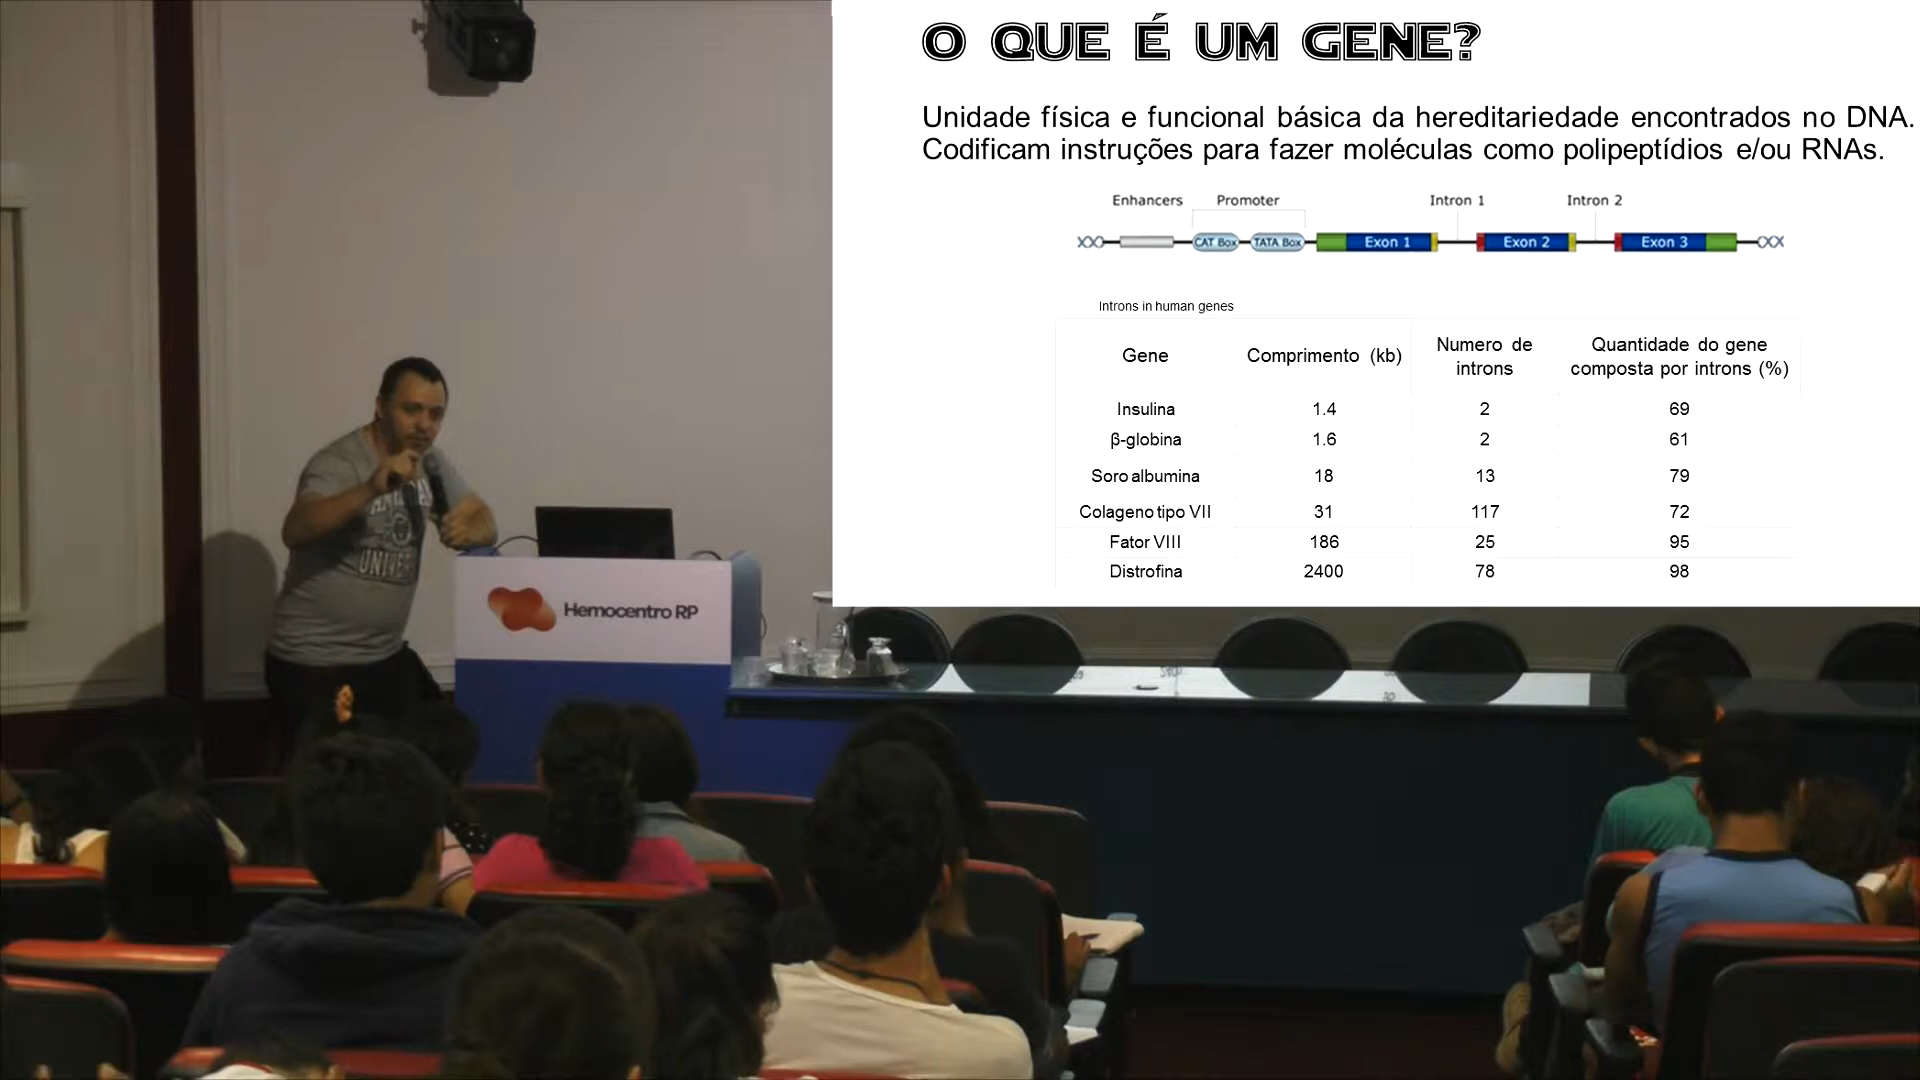 O QUE É UM GENE?
Unidade física e funcional básica da hereditariedade encontrados no DNA.
Codificam instruções para fazer moléculas como polipeptídios e/ou RNAs.
Enhancers Promoter Intron 1 Intron 2
CAT Box TATA Box Exon 1 Exon 2 Exon 3
Introns in human genes
Gene Comprimento (kb) Numero de introns Quantidade do gene composta por introns (%)
Insulina 1.4 2 69
β-globina 1.6 2 61
Soro albumina 18 13 79
Colageno tipo VII 31 117 72
Fator VIII 186 25 95
Distrofina 2400 78 98
UNIVE
Hemocentro RP